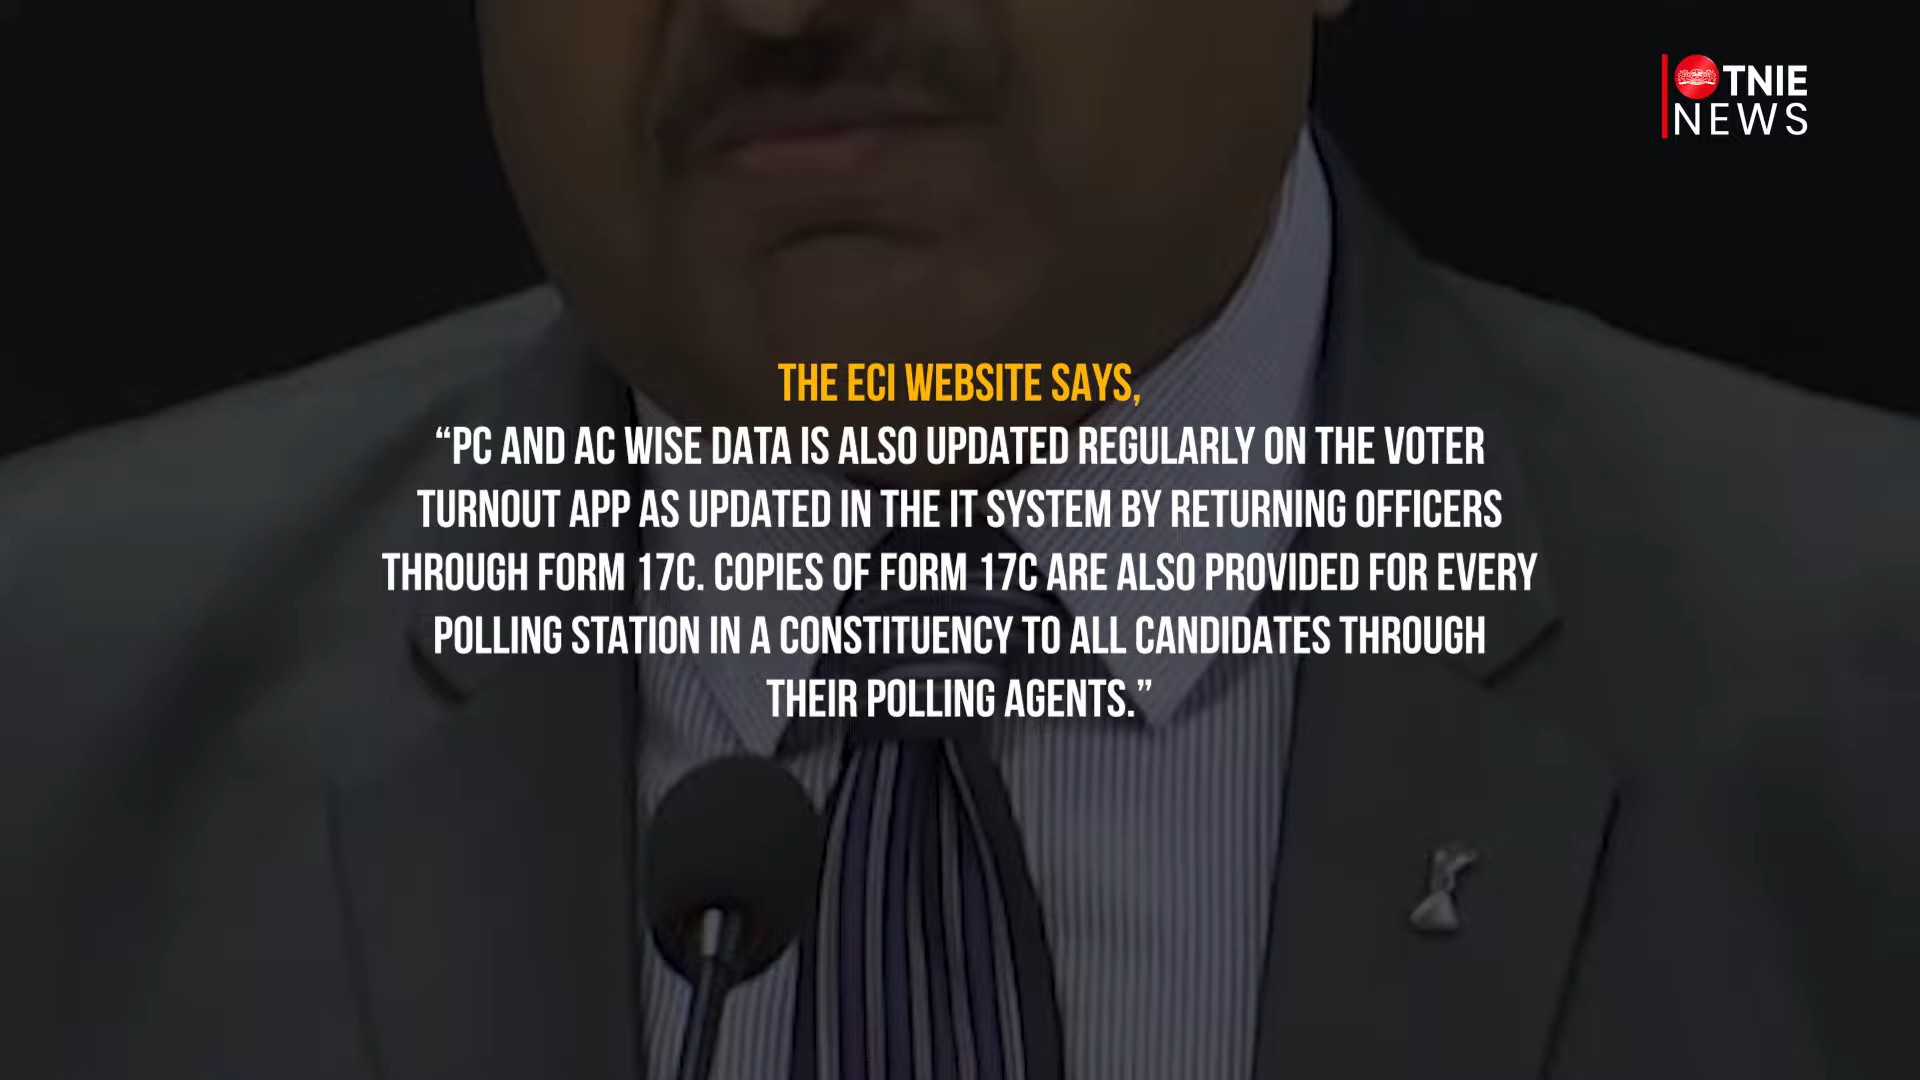 TNIE
NEWS
THE ECI WEBSITE SAYS,
“PC AND AC WISE DATA IS ALSO UPDATED REGULARLY ON THE VOTER
TURNOUT APP AS UPDATED IN THE IT SYSTEM BY RETURNING OFFICERS
THROUGH FORM 17C. COPIES OF FORM 17C ARE ALSO PROVIDED FOR EVERY
POLLING STATION IN A CONSTITUENCY TO ALL CANDIDATES THROUGH
THEIR POLLING AGENTS.”